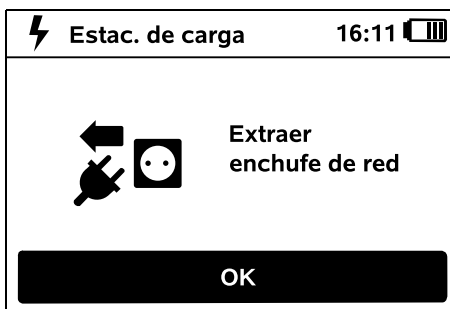 Estac. de carga 16:11
Extraer
enchufe de red
OK